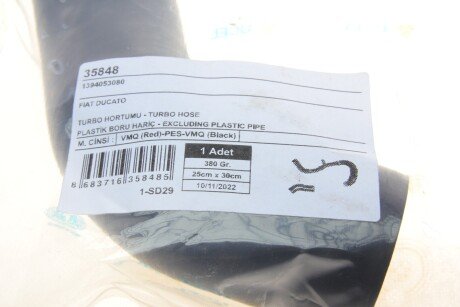 35848
1394053080
FIAT DUCATO
TURBO HORTUMU - TURBO HOSE
PLASTİK BORU HARİÇ - EXCLUDING PLASTIC PIPE
M. CİNSİ : VMQ (Red)-PES-VMQ (Black)
1 Adet
380 Gr.
25cm x 30cm
10/11/2022
8 683716 358485
1-SD29